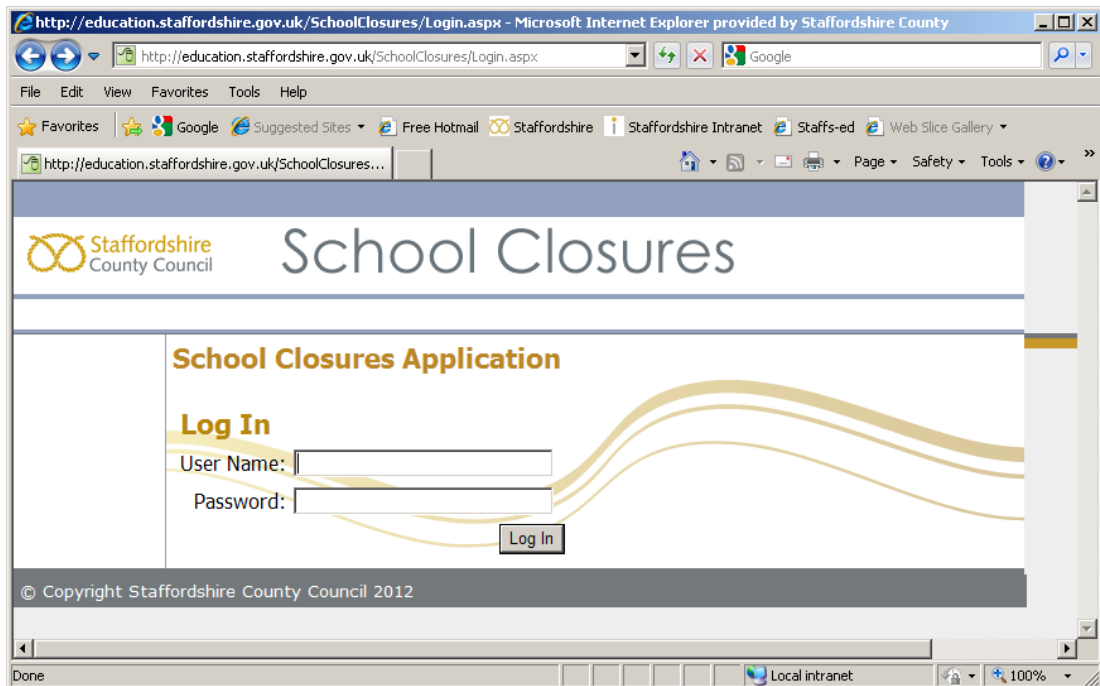 http://education.staffordshire.gov.uk/SchoolClosures/Login.aspx - Microsoft Internet Explorer provided by Staffordshire County
http://education.staffordshire.gov.uk/SchoolClosures/Login.aspx Google
File Edit View Favorites Tools Help
Favorites Google Suggested Sites Free Hotmail Staffordshire Staffordshire Intranet Staffs-ed Web Slice Gallery
http://education.staffordshire.gov.uk/SchoolClosures... Page Safety Tools »
Staffordshire
County Council
School Closures
School Closures Application
Log In
User Name:
Password:
Log In
© Copyright Staffordshire County Council 2012
Done Local intranet 100%